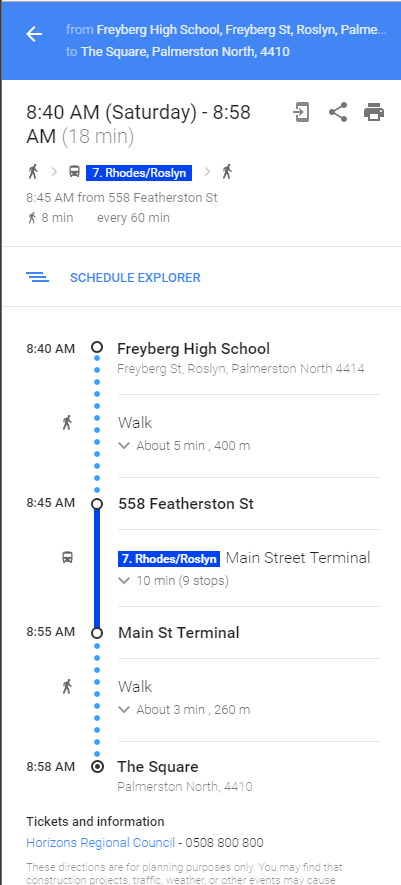 from Freyberg High School, Freyberg St, Roslyn, Palme...
to The Square, Palmerston North, 4410
8:40 AM (Saturday) - 8:58
AM (18 min)
7. Rhodes/Roslyn
8:45 AM from 558 Featherston St
8 min every 60 min
SCHEDULE EXPLORER
8:40 AM Freyberg High School
Freyberg St, Roslyn, Palmerston North 4414
Walk
About 5 min , 400 m
8:45 AM 558 Featherston St
7. Rhodes/Roslyn Main Street Terminal
10 min (9 stops)
8:55 AM Main St Terminal
Walk
About 3 min , 260 m
8:58 AM The Square
Palmerston North, 4410
Tickets and information
Horizons Regional Council - 0508 800 800
These directions are for planning purposes only. You may find that
construction projects, traffic, weather, or other events may cause